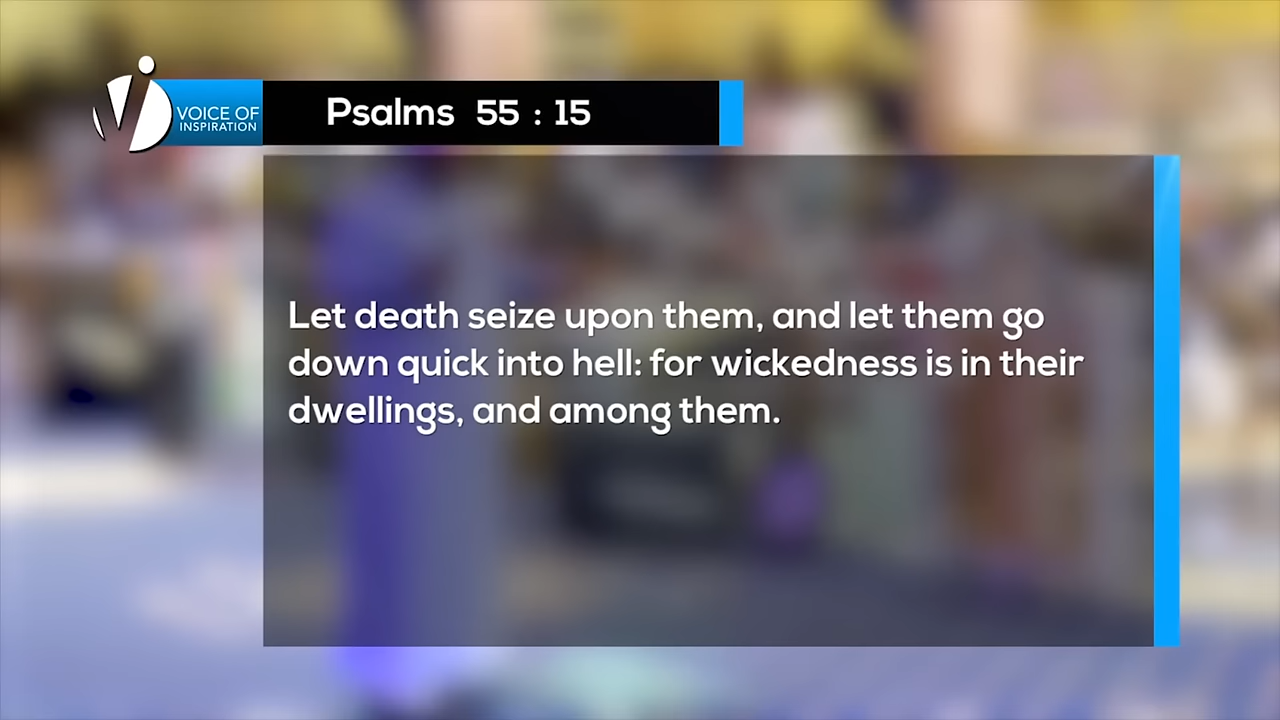 VOICE OF
INSPIRATION
Psalms 55 : 15
Let death seize upon them, and let them go
down quick into hell: for wickedness is in their
dwellings, and among them.